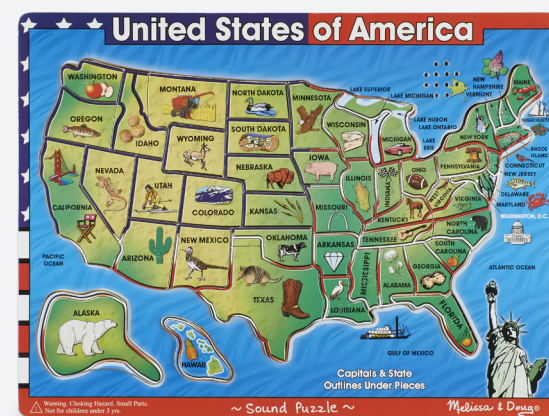 United States of America
WASHINGTON
MONTANA
NORTH DAKOTA
MINNESOTA
LAKE SUPERIOR
LAKE MICHIGAN
NEW
HAMPSHIRE
VERMONT
MAINE
OREGON
IDAHO
WYOMING
SOUTH DAKOTA
WISCONSIN
MICHIGAN
LAKE HURON
LAKE ONTARIO
LAKE
ERIE
NEW YORK
RHODE
ISLAND
CONNECTICUT
NEW JERSEY
DELAWARE
MARYLAND
WASHINGTON, D.C.
NEVADA
UTAH
COLORADO
NEBRASKA
IOWA
ILLINOIS
INDIANA
OHIO
PENNSYLVANIA
WEST
VIRGINIA
VIRGINIA
CALIFORNIA
KANSAS
MISSOURI
KENTUCKY
NORTH
CAROLINA
TENNESSEE
SOUTH
CAROLINA
ARIZONA
NEW MEXICO
OKLAHOMA
ARKANSAS
MISSISSIPPI
ALABAMA
GEORGIA
PACIFIC
OCEAN
ATLANTIC OCEAN
TEXAS
LOUISIANA
FLORIDA
ALASKA
HAWAII
GULF OF MEXICO
Capitals & State
Outlines Under Pieces
Warning. Choking Hazard. Small Parts.
Not for children under 3 yrs.
~ Sound Puzzle ~
Melissa & Doug®